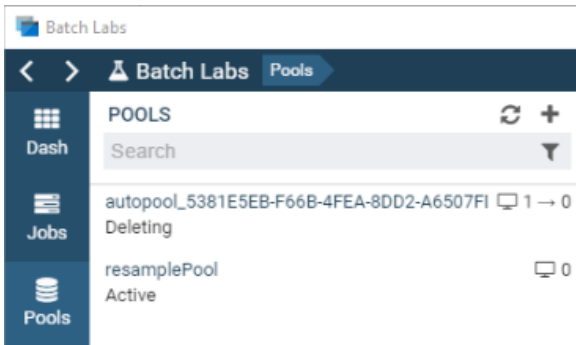 Batch Labs
Batch Labs Pools
Dash
Jobs
Pools
POOLS
Search
autopool_5381E5EB-F66B-4FEA-8DD2-A6507FI 1 → 0
Deleting
resamplePool 0
Active